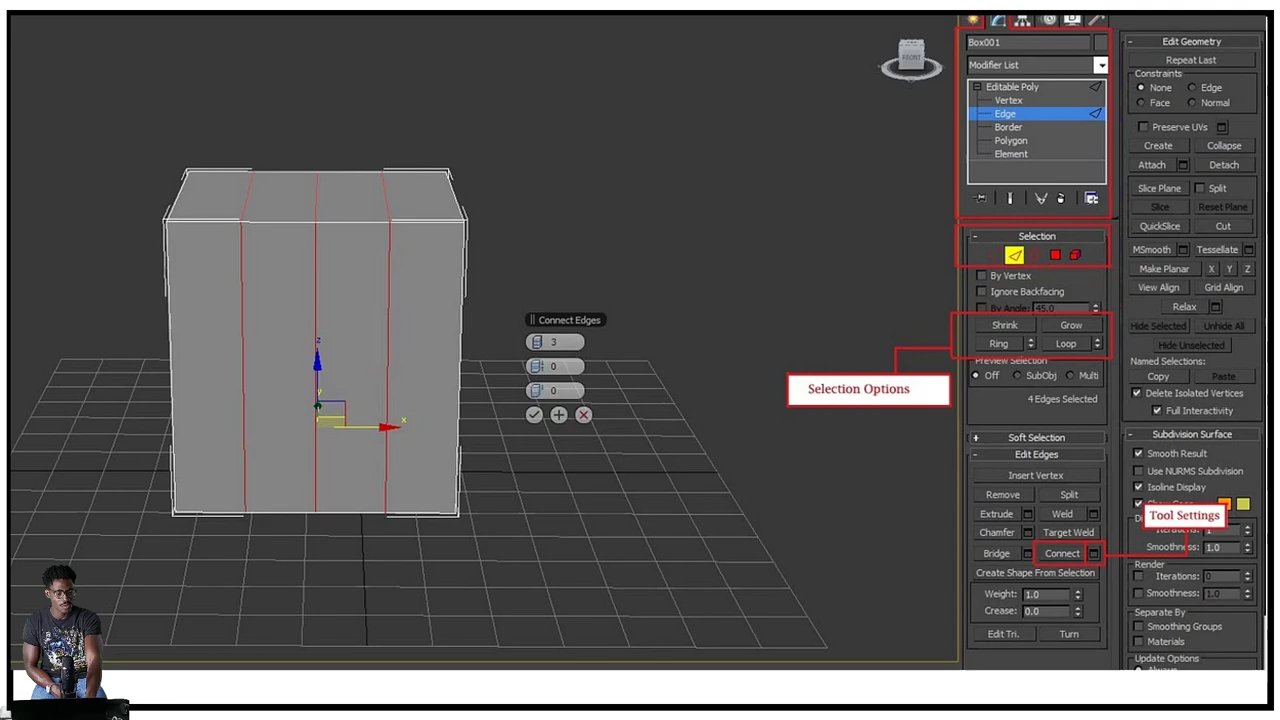 FRONT
z
y
x
Connect Edges
3
0
0
Selection Options
Tool Settings
Box001
Modifier List
Editable Poly
Vertex
Edge
Border
Polygon
Element
Selection
By Vertex
Ignore Backfacing
By Angle: 45.0
Shrink Grow
Ring Loop
Preview Selection
Off SubObj Multi
4 Edges Selected
Soft Selection
Edit Edges
Insert Vertex
Remove Split
Extrude Weld
Chamfer Target Weld
Bridge Connect
Create Shape From Selection
Weight: 1.0
Crease: 0.0
Edit Tri. Turn
Edit Geometry
Repeat Last
Constraints
None Edge
Face Normal
Preserve UVs
Create Collapse
Attach Detach
Slice Plane Split
Slice Reset Plane
QuickSlice Cut
MSmooth Tessellate
Make Planar X Y Z
View Align Grid Align
Relax
Hide Selected Unhide All
Hide Unselected
Named Selections:
Copy Paste
Delete Isolated Vertices
Full Interactivity
Subdivision Surface
Smooth Result
Use NURMS Subdivision
Isoline Display
Smoothness: 1.0
Render
Iterations: 0
Smoothness: 1.0
Separate By
Smoothing Groups
Materials
Update Options